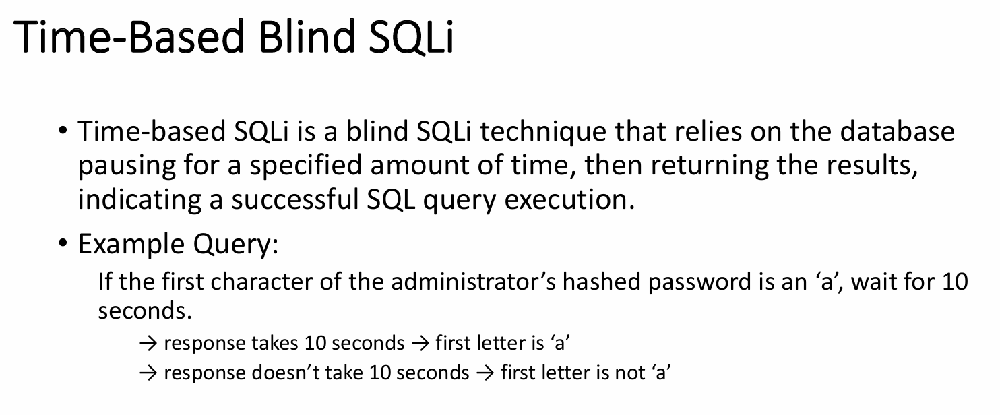 Time-Based Blind SQLi
• Time-based SQLi is a blind SQLi technique that relies on the database
pausing for a specified amount of time, then returning the results,
indicating a successful SQL query execution.
• Example Query:
If the first character of the administrator’s hashed password is an ‘a’, wait for 10
seconds.
→ response takes 10 seconds → first letter is ‘a’
→ response doesn’t take 10 seconds → first letter is not ‘a’